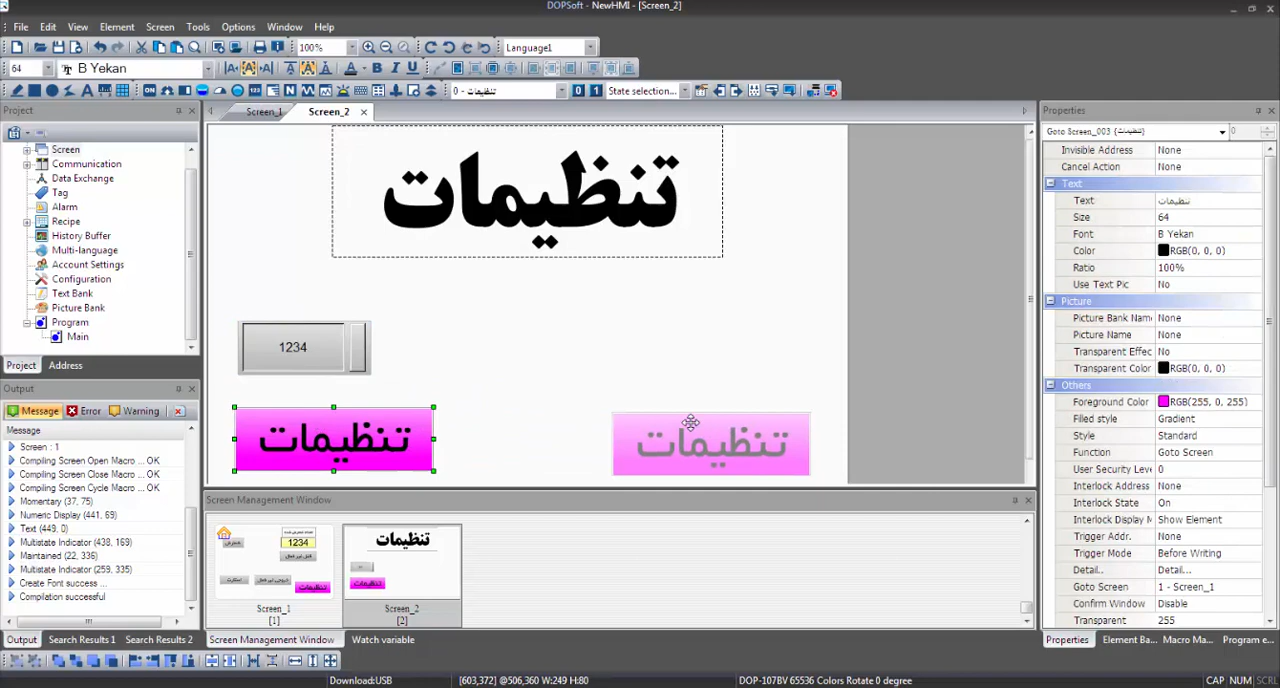 DOPSoft - NewHMI - [Screen_2]
File Edit View Element Screen Tools Options Window Help
100% Language1
64 B Yekan
0 - تنظیمات State selection...
Project
Screen_1 Screen_2
Screen
Communication
Data Exchange
Tag
Alarm
Recipe
History Buffer
Multi-language
Account Settings
Configuration
Text Bank
Picture Bank
Program
Main
Project Address
تنظیمات
1234
تنظیمات
تنظیمات
Output
Message Error Warning
Message
Screen : 1
Compiling Screen Open Macro ... OK
Compiling Screen Close Macro ... OK
Compiling Screen Cycle Macro ... OK
Momentary (37, 75)
Numeric Display (441, 69)
Text (449, 0)
Multistate Indicator (438, 169)
Maintained (22, 336)
Multistate Indicator (259, 335)
Create Font success ...
Compilation successful
Output Search Results 1 Search Results 2
Screen Management Window
1234
تنظیمات
Screen_1
[1]
تنظیمات
تنظیمات
Screen_2
[2]
Screen Management Window Watch variable
Properties
Goto Screen_003 {تنظیمات} 0
Invisible Address None
Cancel Action None
Text
Text تنظیمات
Size 64
Font B Yekan
Color RGB(0, 0, 0)
Ratio 100%
Use Text Pic No
Picture
Picture Bank Name None
Picture Name None
Transparent Effec No
Transparent Color RGB(0, 0, 0)
Others
Foreground Color RGB(255, 0, 255)
Filled style Gradient
Style Standard
Function Goto Screen
User Security Level 0
Interlock Address None
Interlock State On
Interlock Display M Show Element
Trigger Addr. None
Trigger Mode Before Writing
Detail.. Detail...
Goto Screen 1 - Screen_1
Confirm Window Disable
Transparent 255
Properties Element Ba... Macro Ma... Program e...
Download:USB [603,372] @506,360 W:249 H:80 DOP-107BV 65536 Colors Rotate 0 degree CAP NUM SCRL